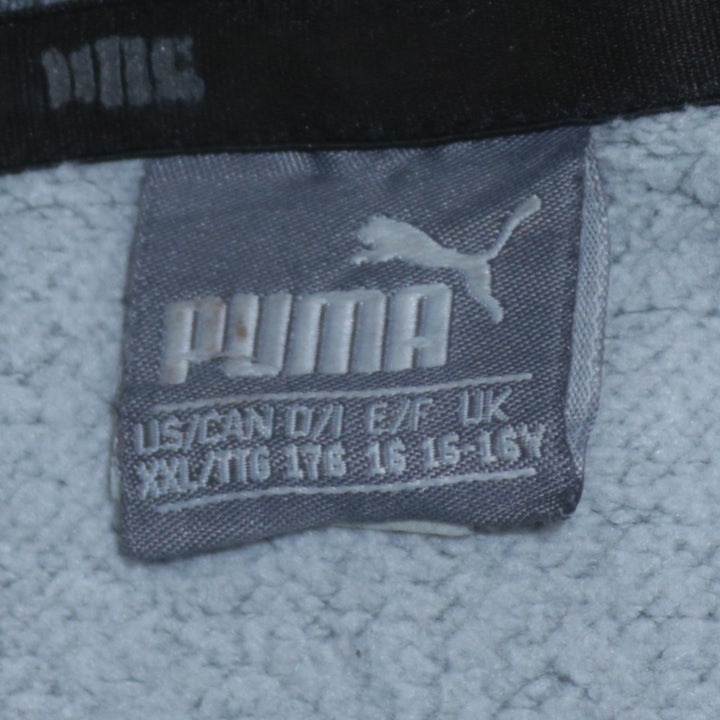 PUMA
US/CAN D/I E/F UK
XXL/TTG 176 16 15-16Y